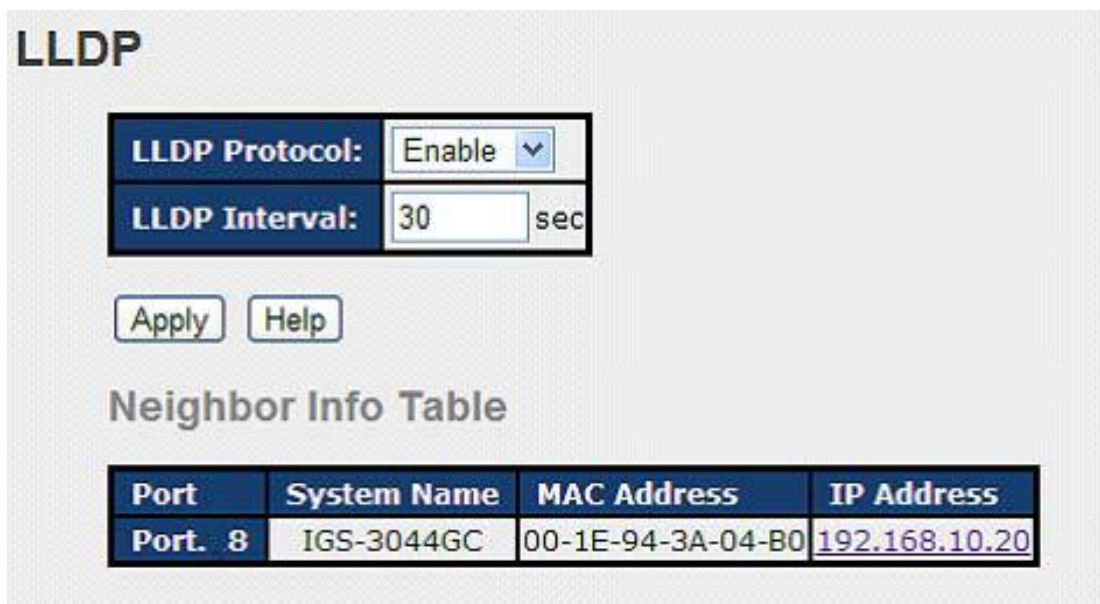 LLDP
LLDP Protocol: Enable
LLDP Interval: 30 sec
Apply Help
Neighbor Info Table
Port System Name MAC Address IP Address
Port. 8 IGS-3044GC 00-1E-94-3A-04-B0 192.168.10.20